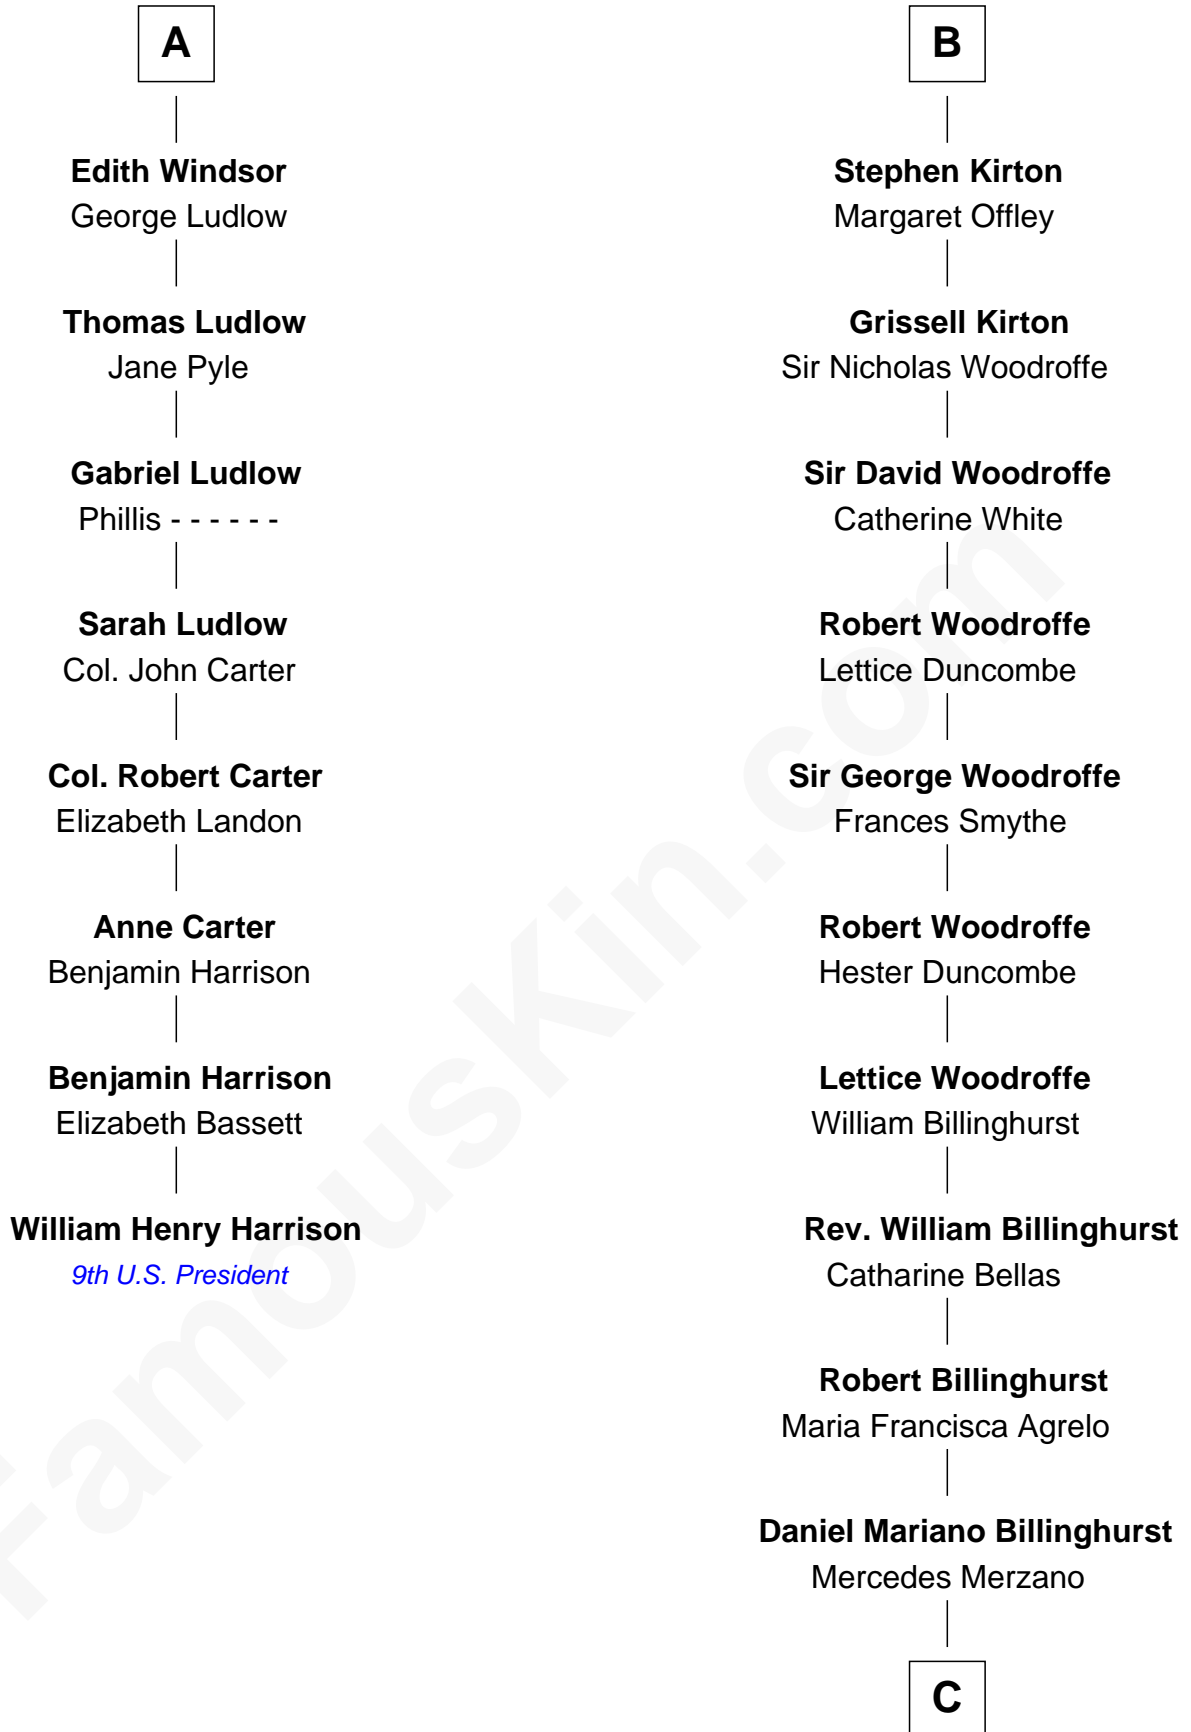 A
Edith Windsor
George Ludlow
Thomas Ludlow
Jane Pyle
Gabriel Ludlow
Phillis - - - - - -
Sarah Ludlow
Col. John Carter
Col. Robert Carter
Elizabeth Landon
Anne Carter
Benjamin Harrison
Benjamin Harrison
Elizabeth Bassett
William Henry Harrison
9th U.S. President
B
Stephen Kirton
Margaret Offley
Grissell Kirton
Sir Nicholas Woodroffe
Sir David Woodroffe
Catherine White
Robert Woodroffe
Lettice Duncombe
Sir George Woodroffe
Frances Smythe
Robert Woodroffe
Hester Duncombe
Lettice Woodroffe
William Billinghurst
Rev. William Billinghurst
Catharine Bellas
Robert Billinghurst
Maria Francisca Agrelo
Daniel Mariano Billinghurst
Mercedes Merzano
C
FamousKin.com